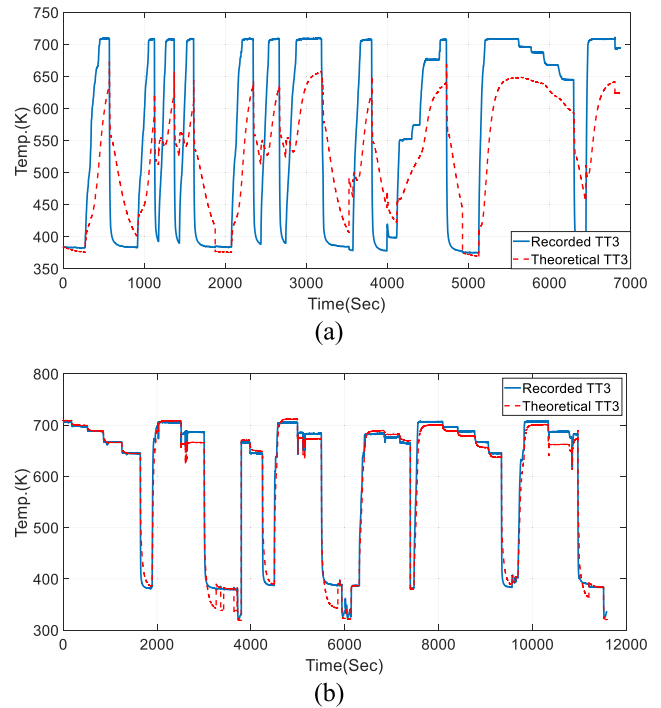 750
700
650
600
550
500
450
400
350
Temp.(K)
0 1000 2000 3000 4000 5000 6000 7000
Time(Sec)
Recorded TT3
Theoretical TT3
(a)
800
700
600
500
400
300
Temp.(K)
0 2000 4000 6000 8000 10000 12000
Time(Sec)
Recorded TT3
Theoretical TT3
(b)